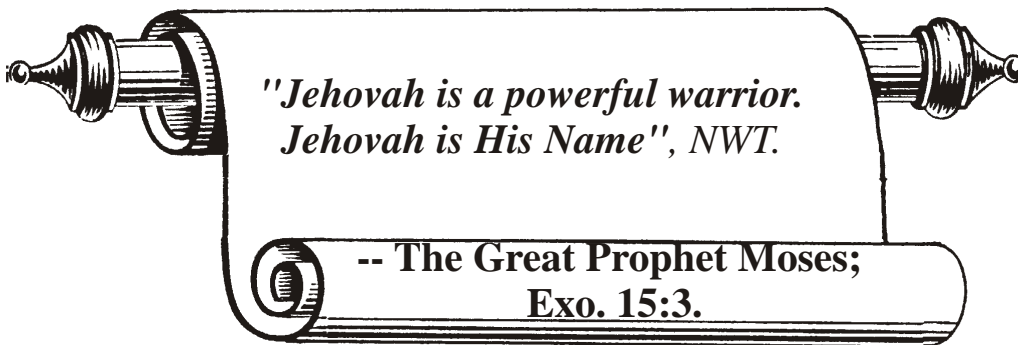 "Jehovah is a powerful warrior.
Jehovah is His Name", NWT.
-- The Great Prophet Moses;
Exo. 15:3.